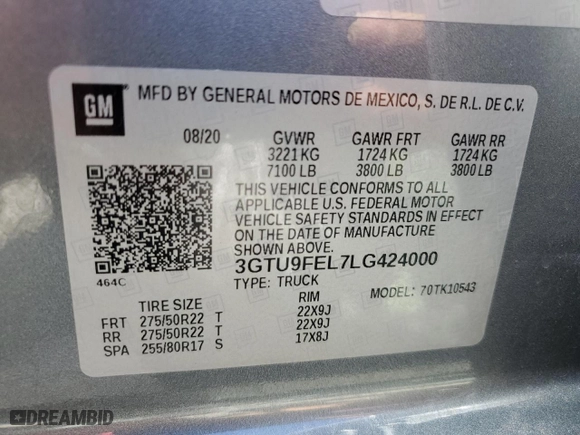 GM
MFD BY GENERAL MOTORS DE MEXICO, S. DE R.L. DE C.V.
08/20 GVWR GAWR FRT GAWR RR
3221 KG 1724 KG 1724 KG
7100 LB 3800 LB 3800 LB
THIS VEHICLE CONFORMS TO ALL
APPLICABLE U.S. FEDERAL MOTOR
VEHICLE SAFETY STANDARDS IN EFFECT
ON THE DATE OF MANUFACTURE
SHOWN ABOVE.
3GTU9FEL7LG424000
464C TYPE: TRUCK MODEL: 70TK10543
TIRE SIZE RIM
FRT 275/50R22 T 22X9J
RR 275/50R22 T 22X9J
SPA 255/80R17 S 17X8J
DREAMBID